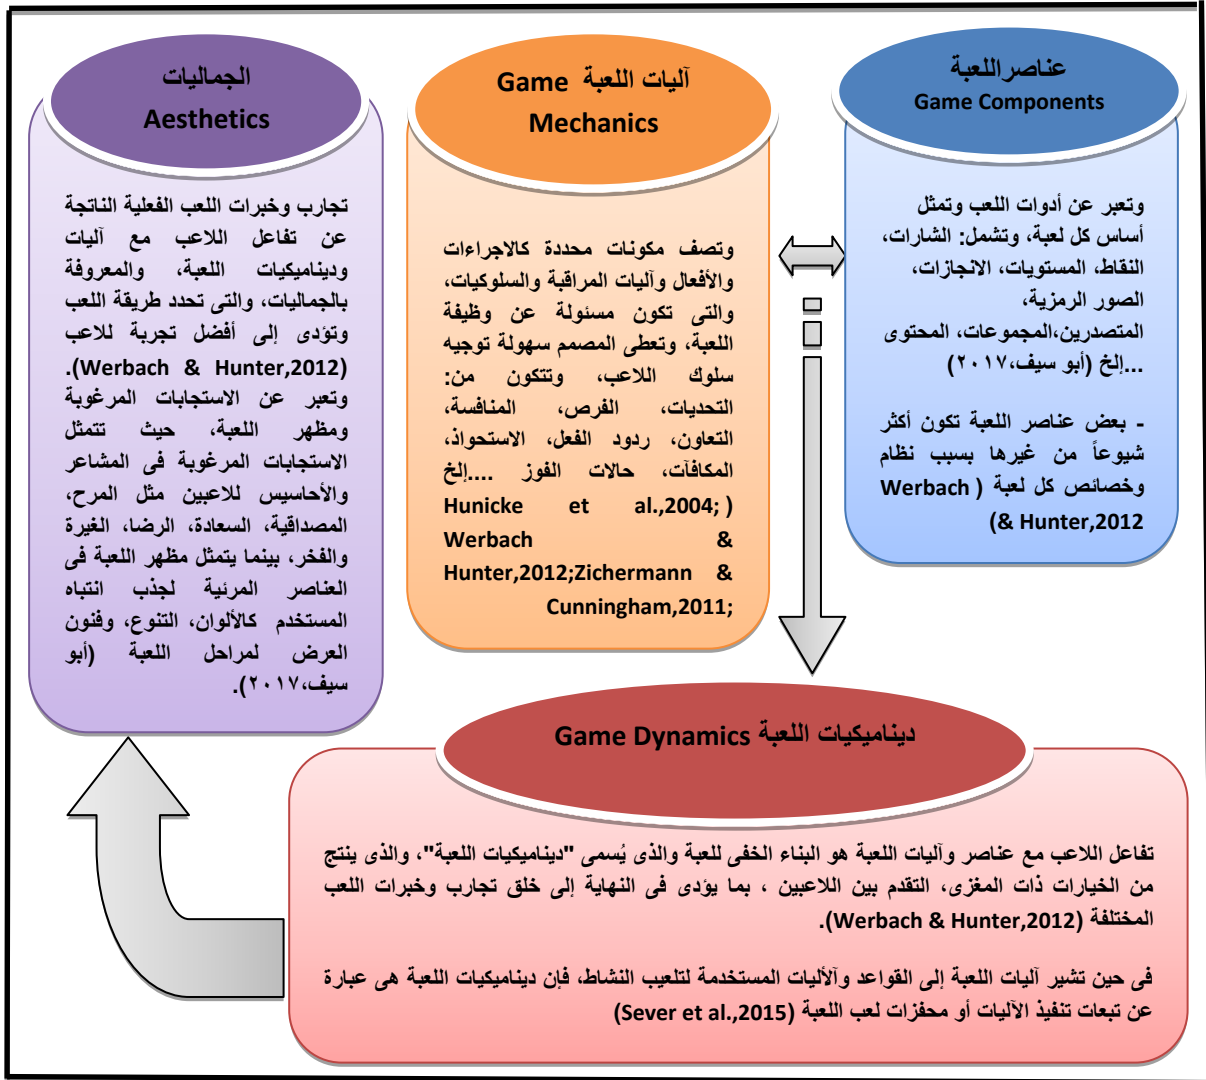 عناصراللعبة
Game Components
وتعبر عن أدوات اللعب وتمثل
أساس كل لعبة، وتشمل: الشارات،
النقاط، المستويات، الانجازات،
الصور الرمزية،
المتصدرين،المجموعات، المحتوى
...إلخ (أبو سيف،٢٠١٧)
- بعض عناصر اللعبة تكون أكثر
شيوعاً من غيرها بسبب نظام
وخصائص كل لعبة (Werbach
& Hunter,2012)
آليات اللعبة Game
Mechanics
وتصف مكونات محددة كالاجراءات
والأفعال وآليات المراقبة والسلوكيات،
والتى تكون مسئولة عن وظيفة
اللعبة، وتعطى المصمم سهولة توجيه
سلوك اللاعب، وتتكون من:
التحديات، الفرص، المنافسة،
التعاون، ردود الفعل، الاستحواذ،
المكافآت، حالات الفوز ....إلخ
Hunicke et al.,2004; )
Werbach &
Hunter,2012;Zichermann &
Cunningham,2011;
الجماليات
Aesthetics
تجارب وخبرات اللعب الفعلية الناتجة
عن تفاعل اللاعب مع آليات
وديناميكيات اللعبة، والمعروفة
بالجماليات، والتى تحدد طريقة اللعب
وتؤدى إلى أفضل تجربة للاعب
(Werbach & Hunter,2012).
وتعبر عن الاستجابات المرغوبة
ومظهر اللعبة، حيث تتمثل
الاستجابات المرغوبة فى المشاعر
والأحاسيس للاعبين مثل المرح،
المصداقية، السعادة، الرضا، الغيرة
والفخر، بينما يتمثل مظهر اللعبة فى
العناصر المرئية لجذب انتباه
المستخدم كالألوان، التنوع، وفنون
العرض لمراحل اللعبة (أبو
سيف،٢٠١٧).
ديناميكيات اللعبة Game Dynamics
تفاعل اللاعب مع عناصر وآليات اللعبة هو البناء الخفى للعبة والذى يُسمى "ديناميكيات اللعبة"، والذى ينتج
من الخيارات ذات المغزى، التقدم بين اللاعبين ، بما يؤدى فى النهاية إلى خلق تجارب وخبرات اللعب
المختلفة (Werbach & Hunter,2012).
فى حين تشير آليات اللعبة إلى القواعد وآلأليات المستخدمة لتلعيب النشاط، فإن ديناميكيات اللعبة هى عبارة
عن تبعات تنفيذ الآليات أو محفزات لعب اللعبة (Sever et al.,2015)